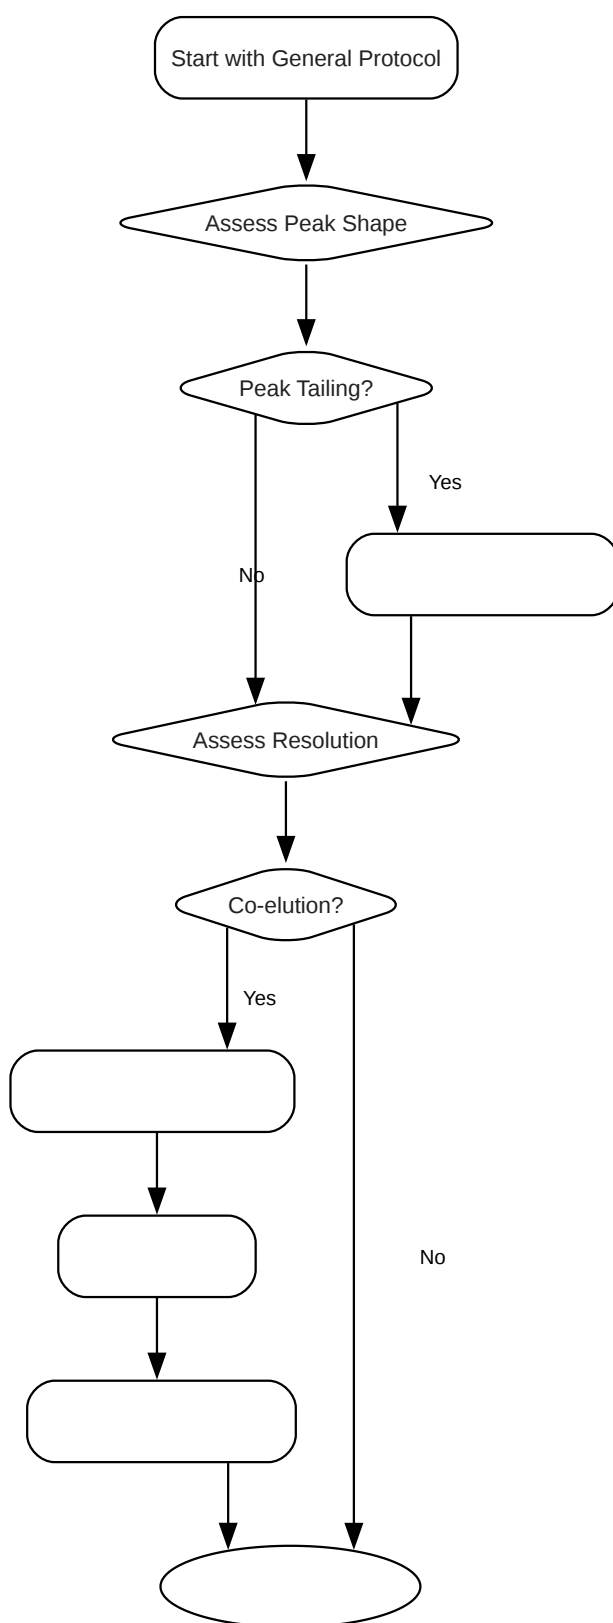 Start with General Protocol
Assess Peak Shape
Peak Tailing?
Yes
No
Assess Resolution
Co-elution?
Yes
No